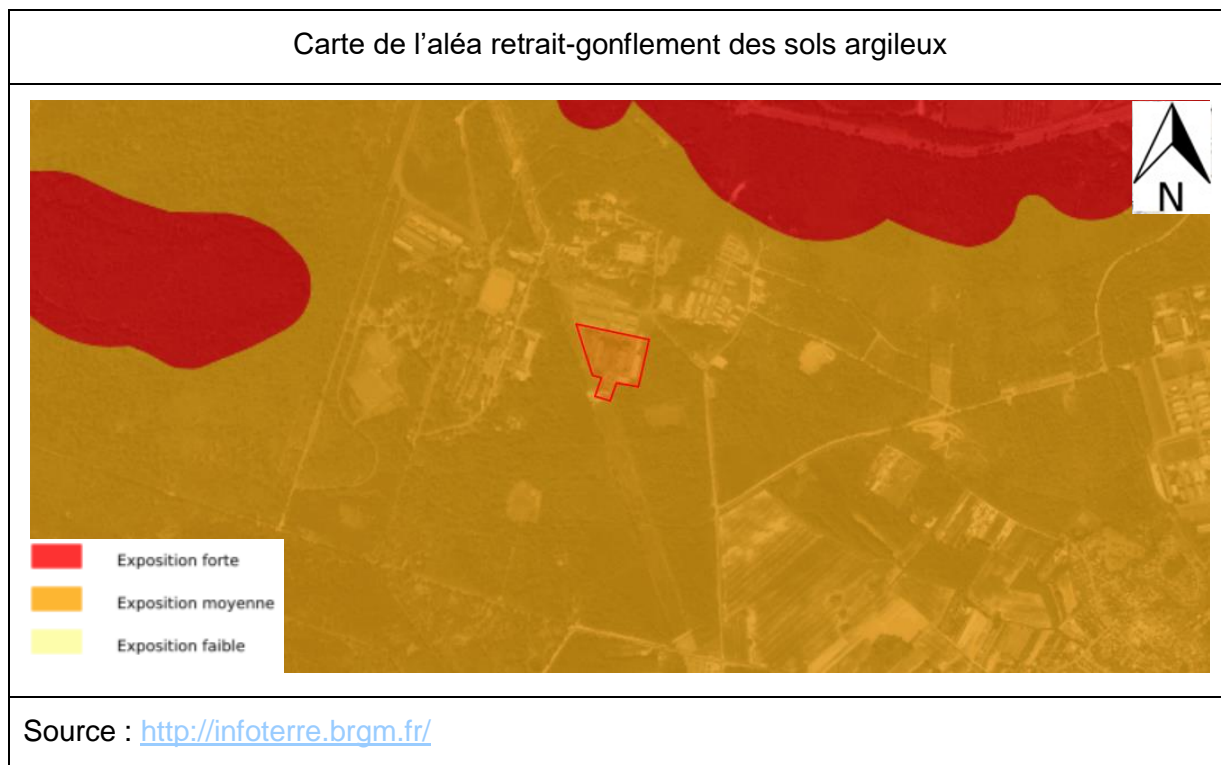 Carte de l’aléa retrait-gonflement des sols argileux
N
Exposition forte
Exposition moyenne
Exposition faible
Source : http://infoterre.brgm.fr/